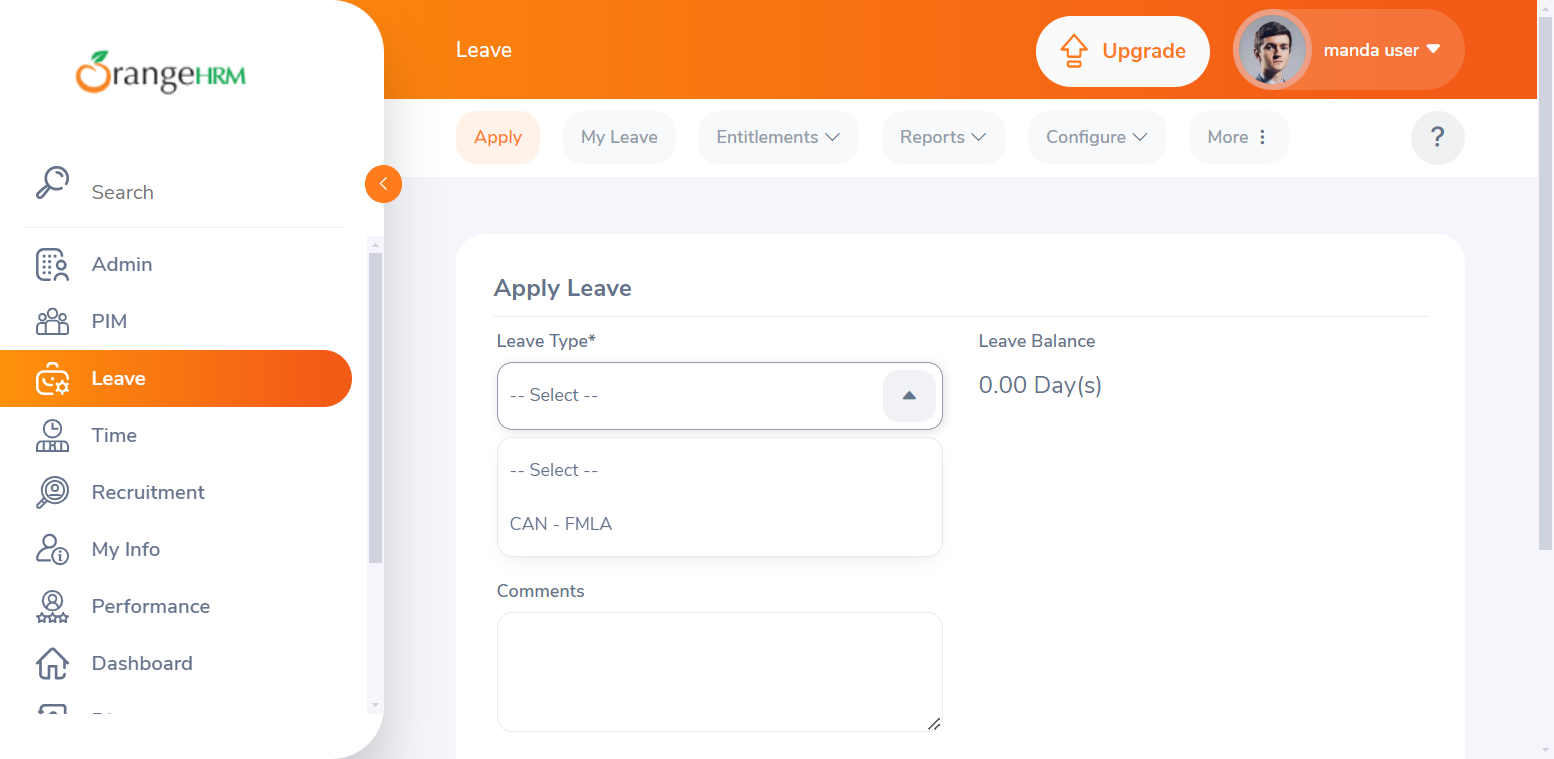 OrangeHRM
Leave
Upgrade
manda user
Apply
My Leave
Entitlements
Reports
Configure
More
?
Search
Admin
PIM
Leave
Time
Recruitment
My Info
Performance
Dashboard
Apply Leave
Leave Type*
Leave Balance
-- Select --
0.00 Day(s)
-- Select --
CAN - FMLA
Comments